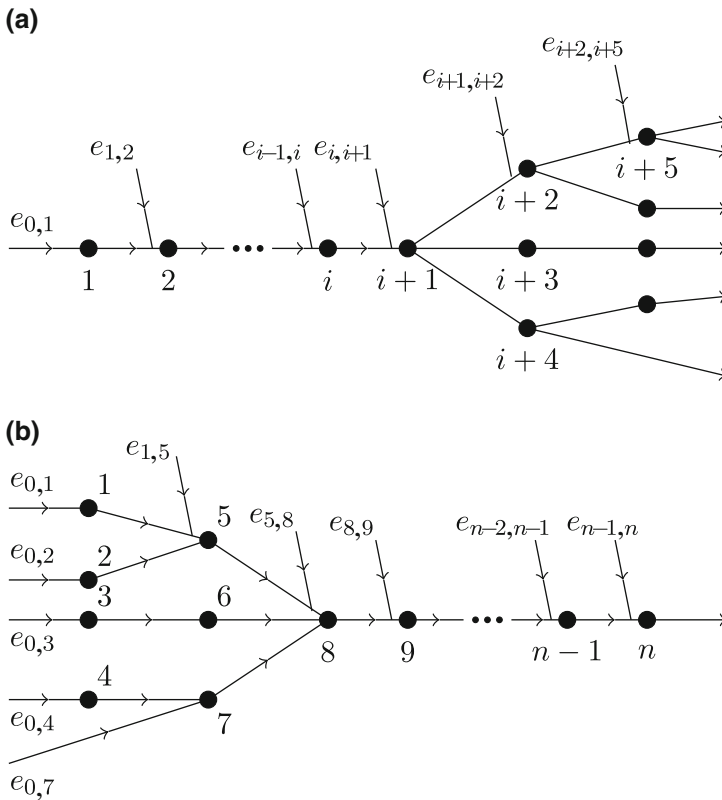 (a)
e_{i+2,i+5}
e_{i+1,i+2}
e_{1,2} e_{i-1,i} e_{i,i+1}
i + 5
i + 2
e_{0,1}
1 2 ••• i i + 1 i + 3
i + 4
(b)
e_{1,5}
e_{0,1} 1
5 e_{5,8} e_{8,9} e_{n-2,n-1} e_{n-1,n}
e_{0,2} 2
3 6
e_{0,3} 8 9 ••• n − 1 n
4
e_{0,4} 7
e_{0,7}